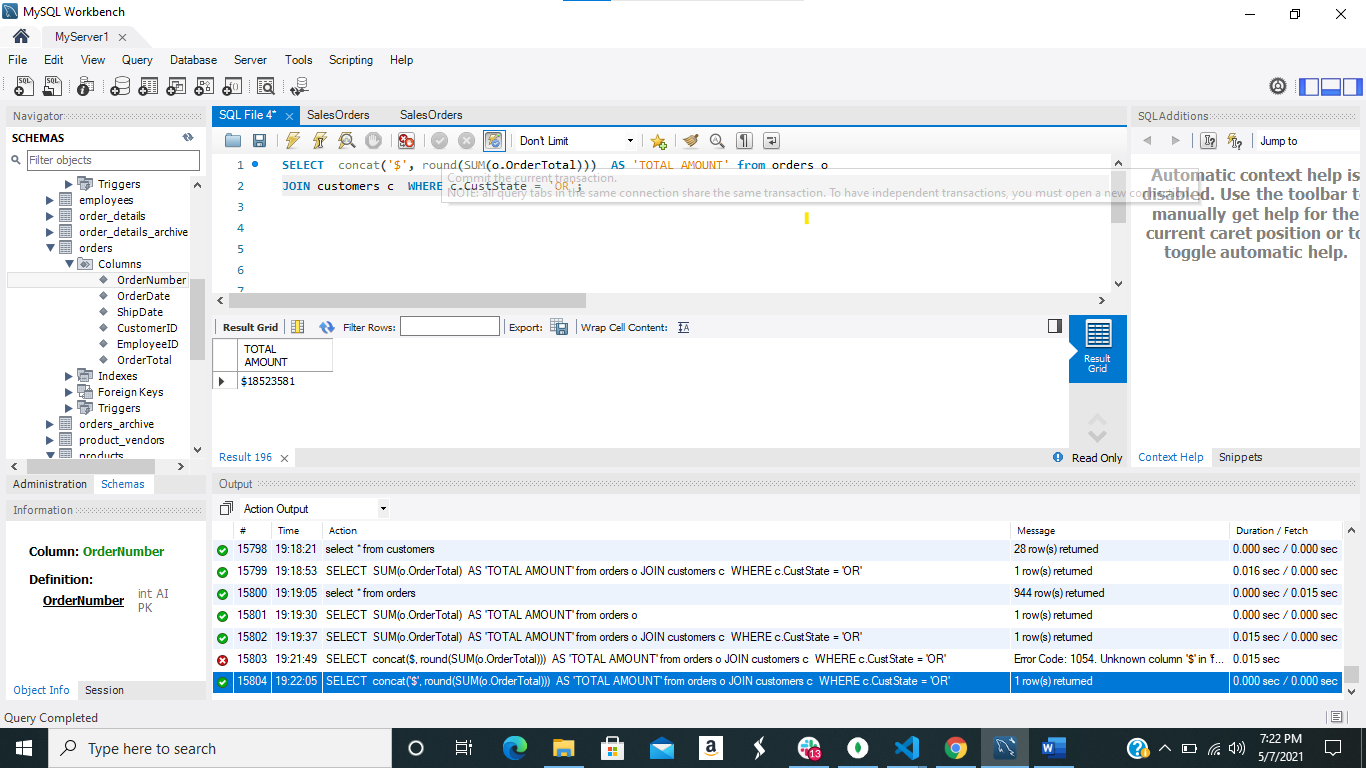 MySQL Workbench
MyServer1
File Edit View Query Database Server Tools Scripting Help
Navigator
SCHEMAS
Filter objects
Triggers
employees
order_details
order_details_archive
orders
Columns
OrderNumber
OrderDate
ShipDate
CustomerID
EmployeeID
OrderTotal
Indexes
Foreign Keys
Triggers
orders_archive
product_vendors
products
Administration Schemas
Information
Column: OrderNumber
Definition:
OrderNumber int AI
PK
Object Info Session
SQL File 4* SalesOrders SalesOrders
Don't Limit
1 SELECT concat('$', round(SUM(o.OrderTotal))) AS 'TOTAL AMOUNT' from orders o
2 JOIN customers c WHERE c.CustState = 'OR';
3
4
5
6
7
Commit the current transaction.
NOTE: all query tabs in the same connection share the same transaction. To have independent transactions, you must open a new
Result Grid Filter Rows: Export: Wrap Cell Content:
TOTAL
AMOUNT
$18523581
Result
Grid
Result 196 Read Only
SQLAdditions
Jump to
Automatic context help is
disabled. Use the toolbar to
manually get help for the
current caret position or to
toggle automatic help.
Context Help Snippets
Output
Action Output
# Time Action Message Duration / Fetch
15798 19:18:21 select * from customers 28 row(s) returned 0.000 sec / 0.000 sec
15799 19:18:53 SELECT SUM(o.OrderTotal) AS 'TOTAL AMOUNT' from orders o JOIN customers c WHERE c.CustState = 'OR' 1 row(s) returned 0.016 sec / 0.000 sec
15800 19:19:05 select * from orders 944 row(s) returned 0.000 sec / 0.015 sec
15801 19:19:30 SELECT SUM(o.OrderTotal) AS 'TOTAL AMOUNT' from orders o 1 row(s) returned 0.000 sec / 0.000 sec
15802 19:19:37 SELECT SUM(o.OrderTotal) AS 'TOTAL AMOUNT' from orders o JOIN customers c WHERE c.CustState = 'OR' 1 row(s) returned 0.015 sec / 0.000 sec
15803 19:21:49 SELECT concat($, round(SUM(o.OrderTotal))) AS 'TOTAL AMOUNT' from orders o JOIN customers c WHERE c.CustState = 'OR' Error Code: 1054. Unknown column '$' in 'f... 0.015 sec
15804 19:22:05 SELECT concat('$', round(SUM(o.OrderTotal))) AS 'TOTAL AMOUNT' from orders o JOIN customers c WHERE c.CustState = 'OR' 1 row(s) returned 0.000 sec / 0.000 sec
Query Completed
Type here to search
13
7:22 PM
5/7/2021